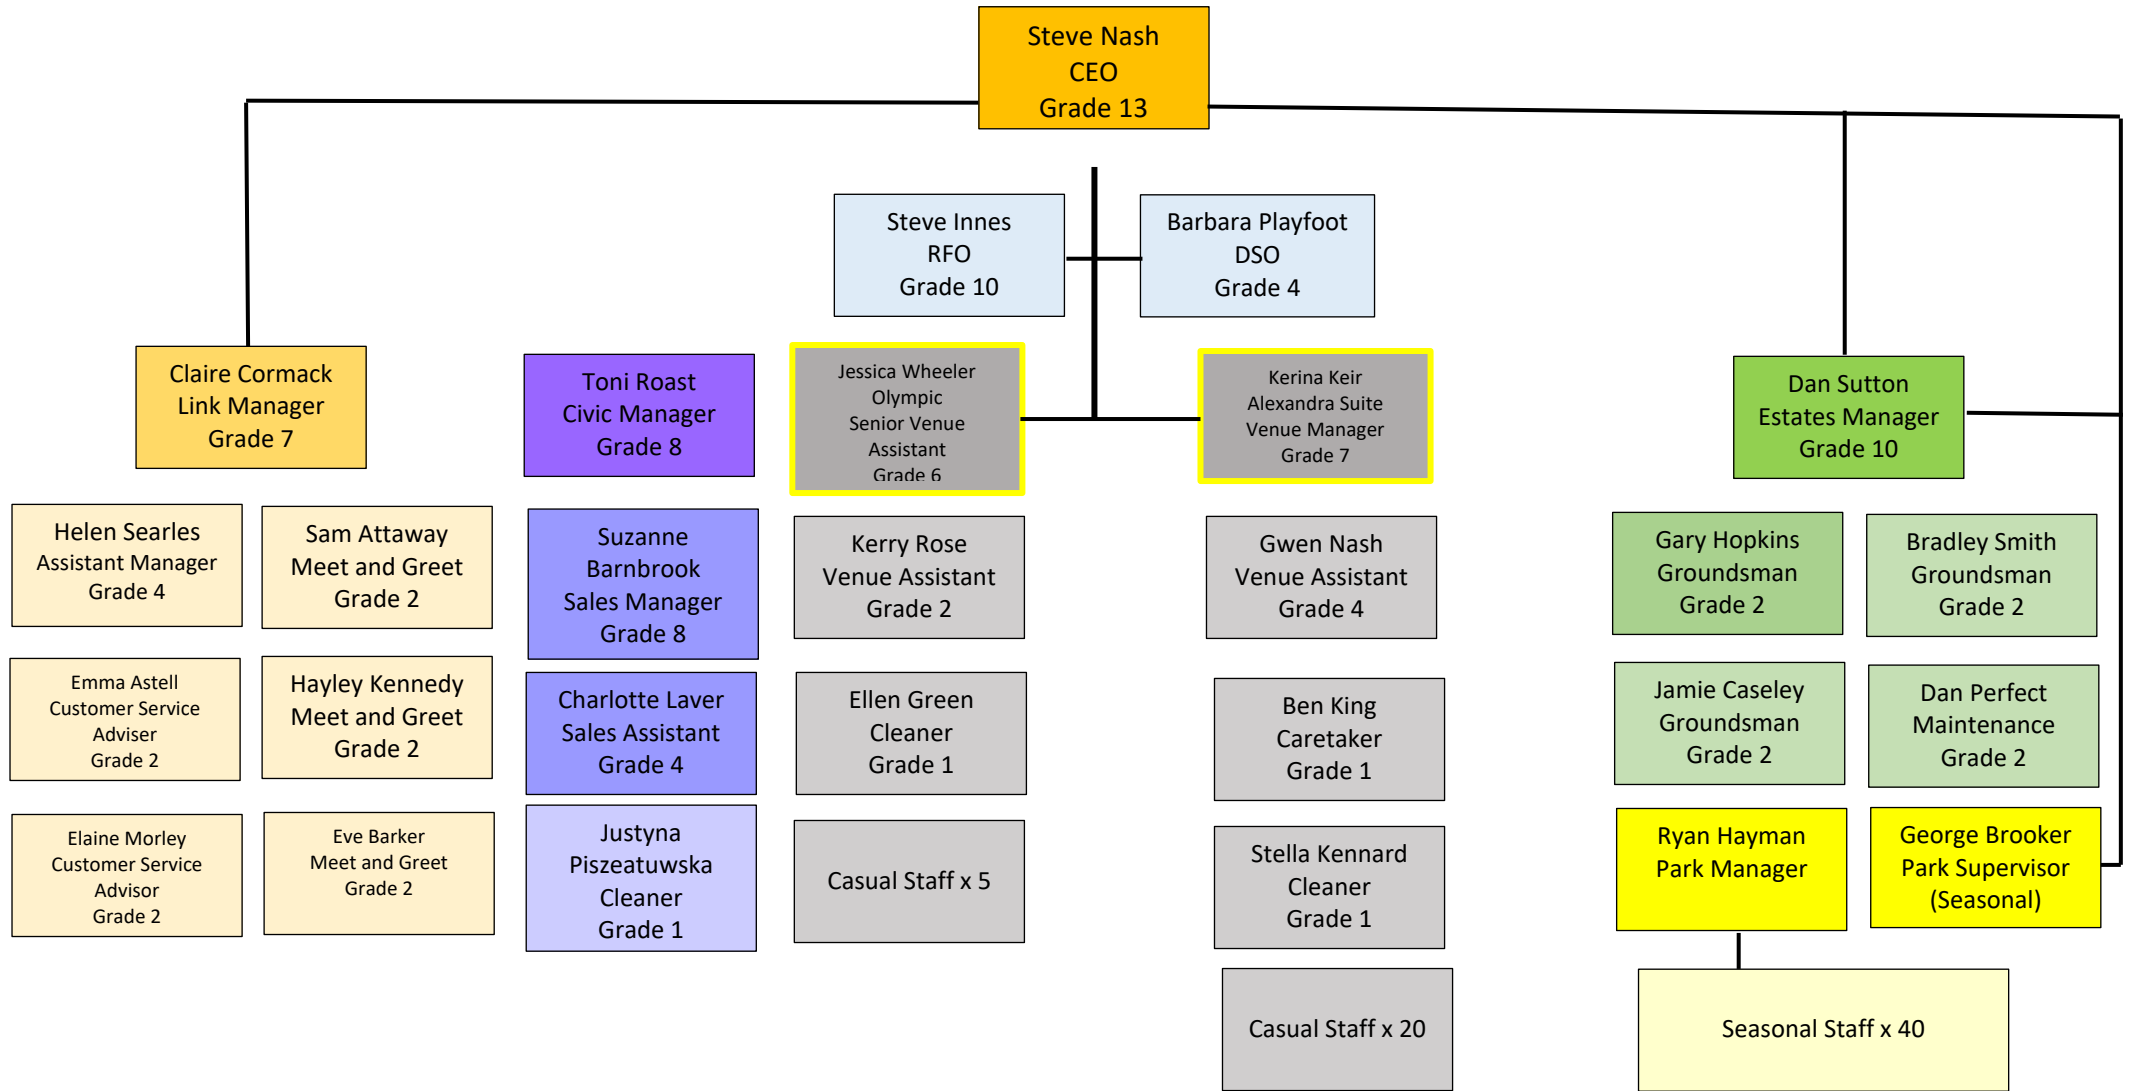 Steve Nash
CEO
Grade 13
Steve Innes
RFO
Grade 10
Barbara Playfoot
DSO
Grade 4
Claire Cormack
Link Manager
Grade 7
Toni Roast
Civic Manager
Grade 8
Jessica Wheeler
Olympic
Senior Venue
Assistant
Grade 6
Kerina Keir
Alexandra Suite
Venue Manager
Grade 7
Dan Sutton
Estates Manager
Grade 10
Helen Searles
Assistant Manager
Grade 4
Sam Attaway
Meet and Greet
Grade 2
Suzanne
Barnbrook
Sales Manager
Grade 8
Kerry Rose
Venue Assistant
Grade 2
Gwen Nash
Venue Assistant
Grade 4
Gary Hopkins
Groundsman
Grade 2
Bradley Smith
Groundsman
Grade 2
Emma Astell
Customer Service
Adviser
Grade 2
Hayley Kennedy
Meet and Greet
Grade 2
Charlotte Laver
Sales Assistant
Grade 4
Ellen Green
Cleaner
Grade 1
Ben King
Caretaker
Grade 1
Jamie Caseley
Groundsman
Grade 2
Dan Perfect
Maintenance
Grade 2
Elaine Morley
Customer Service
Advisor
Grade 2
Eve Barker
Meet and Greet
Grade 2
Justyna
Piszeatuwska
Cleaner
Grade 1
Casual Staff x 5
Stella Kennard
Cleaner
Grade 1
Ryan Hayman
Park Manager
George Brooker
Park Supervisor
(Seasonal)
Casual Staff x 20
Seasonal Staff x 40